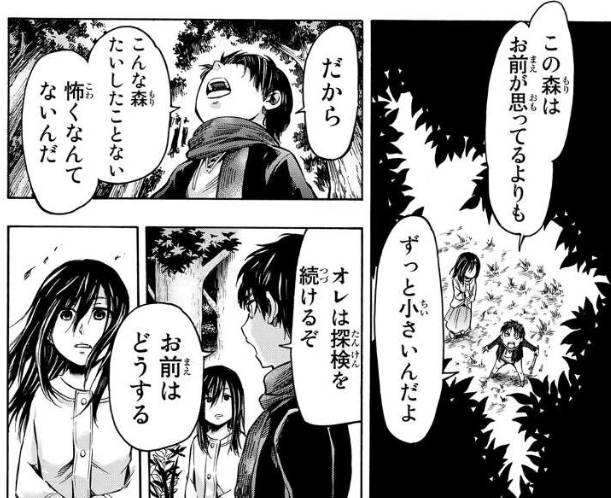 この森は
お前が思ってるよりも
ずっと小さいんだよ
だから
こんな森
たいしたことない
怖くなんて
ないんだ
オレは探検を
続けるぞ
お前は
どうする